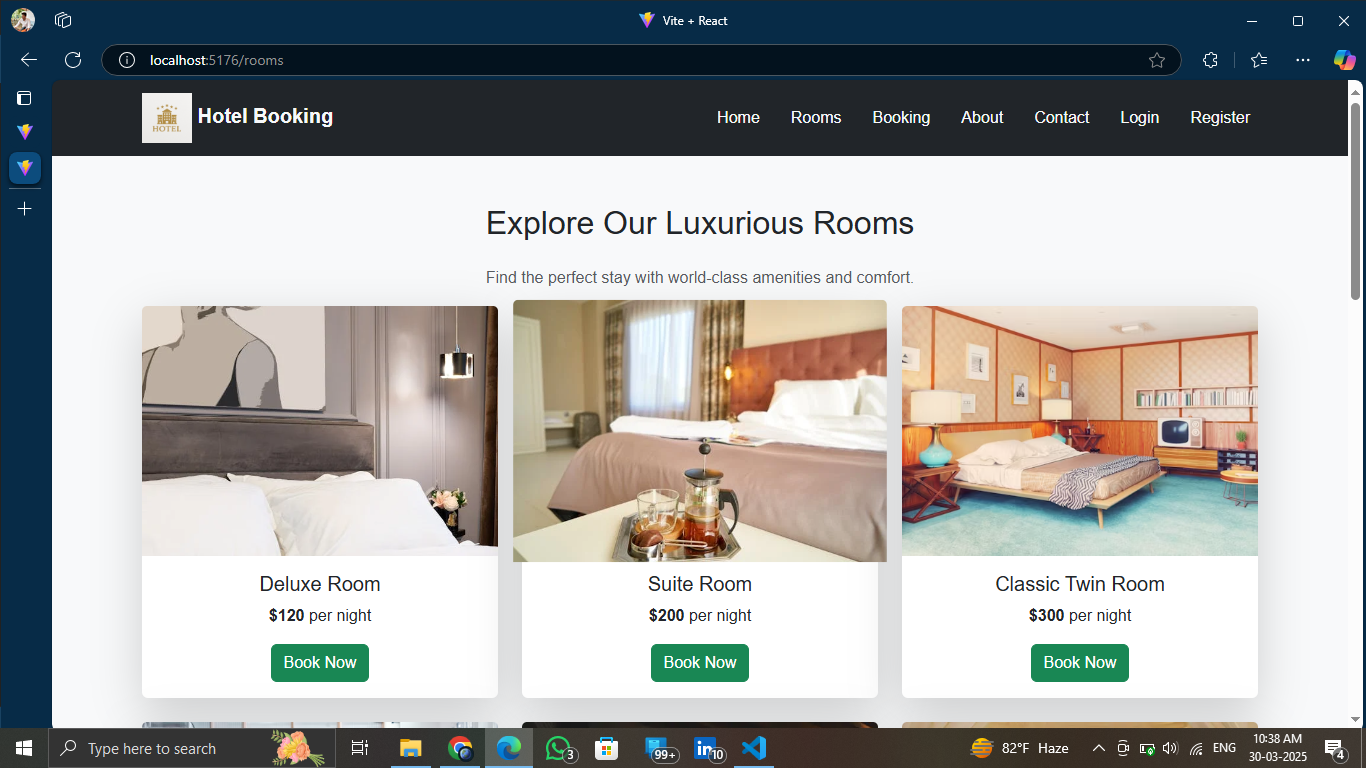 Vite + React
localhost:5176/rooms
HOTEL
Hotel Booking
Home
Rooms
Booking
About
Contact
Login
Register
Explore Our Luxurious Rooms
Find the perfect stay with world-class amenities and comfort.
Deluxe Room
$120 per night
Book Now
Suite Room
$200 per night
Book Now
Classic Twin Room
$300 per night
Book Now
Type here to search
3
99+
10
82°F Haze
ENG
10:38 AM
30-03-2025
4